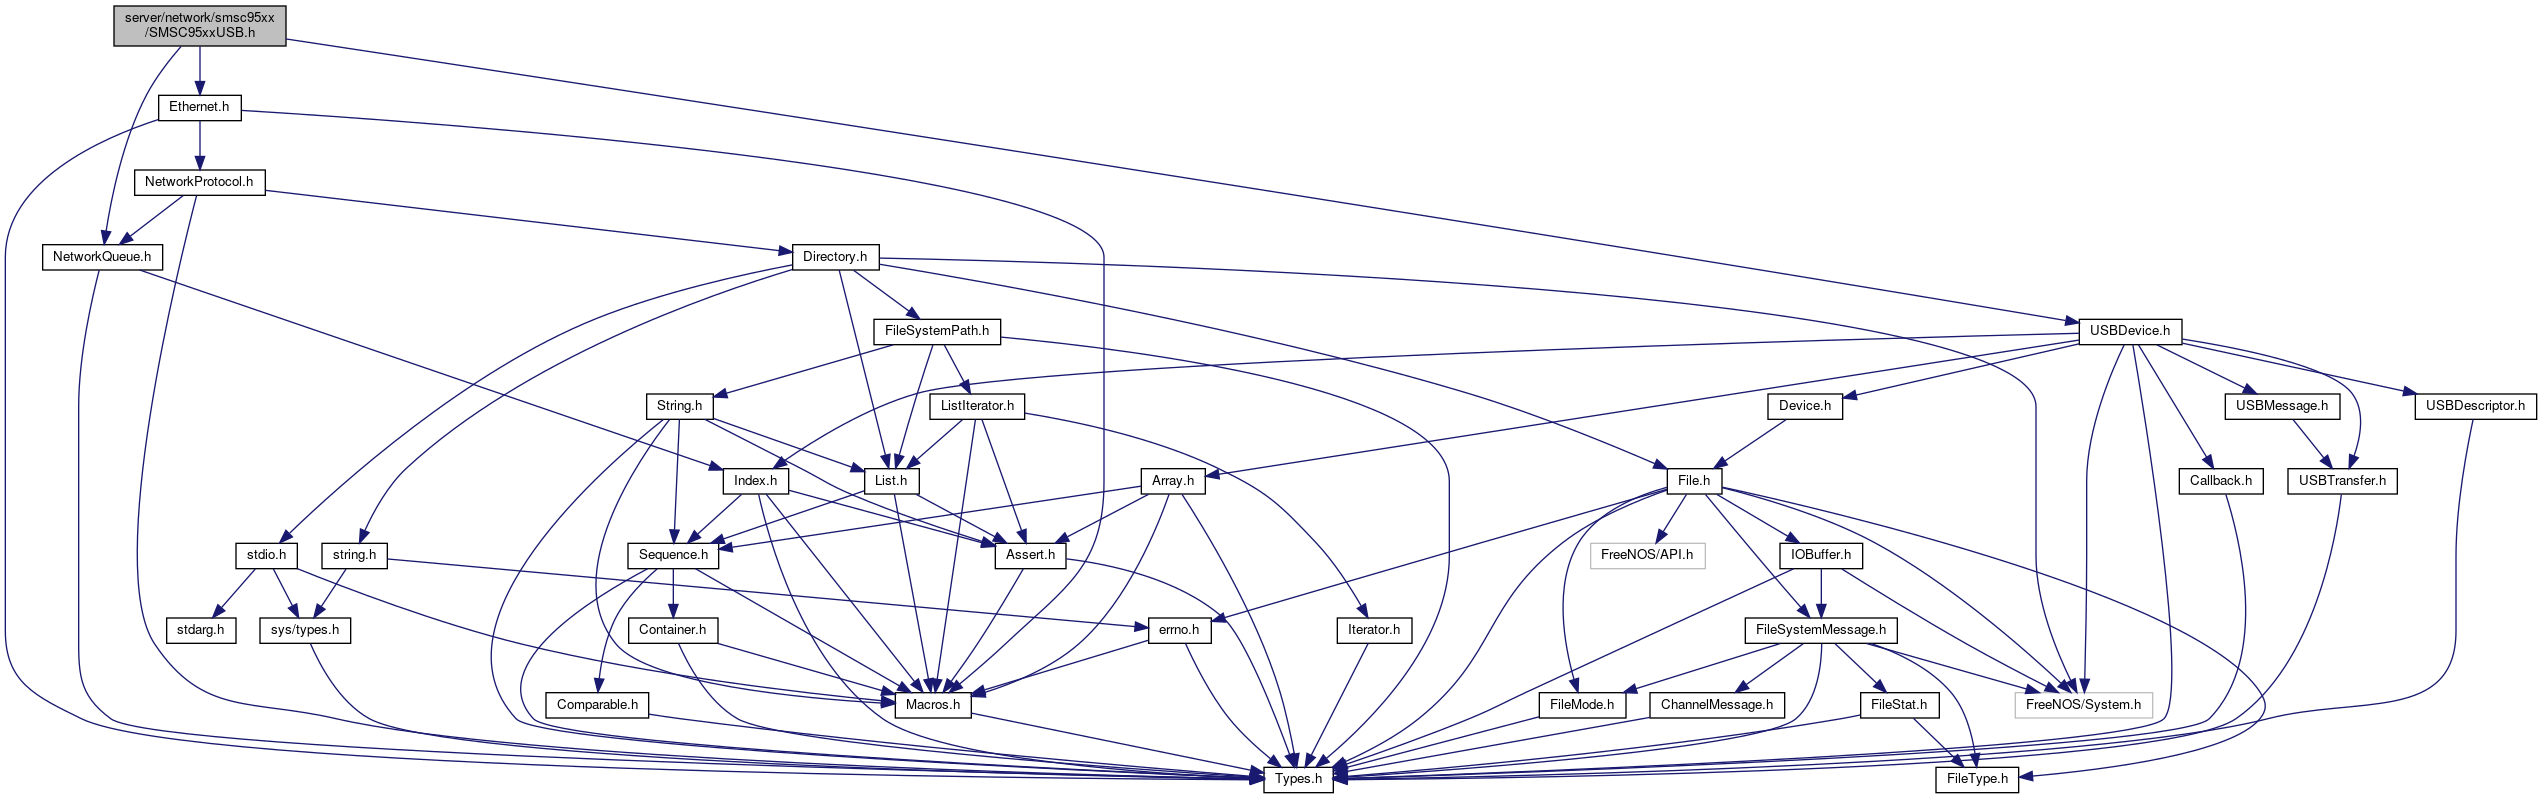 server/network/smsc95xx
/SMSC95xxUSB.h
Ethernet.h
NetworkProtocol.h
NetworkQueue.h
Directory.h
FileSystemPath.h
USBDevice.h
String.h
ListIterator.h
Device.h
USBMessage.h
USBDescriptor.h
Index.h
List.h
Array.h
File.h
Callback.h
USBTransfer.h
stdio.h
string.h
Sequence.h
Assert.h
FreeNOS/API.h
IOBuffer.h
stdarg.h
sys/types.h
Container.h
errno.h
Iterator.h
FileSystemMessage.h
Comparable.h
Macros.h
FileMode.h
ChannelMessage.h
FileStat.h
FreeNOS/System.h
Types.h
FileType.h